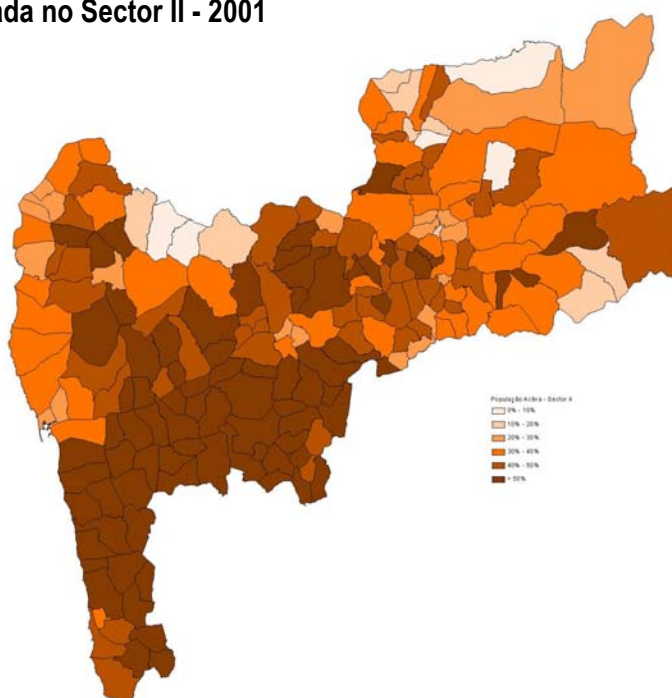 ada no Sector II - 2001
População Activa - Sector II
0% - 10%
10% - 20%
20% - 30%
30% - 40%
40% - 50%
> 50%